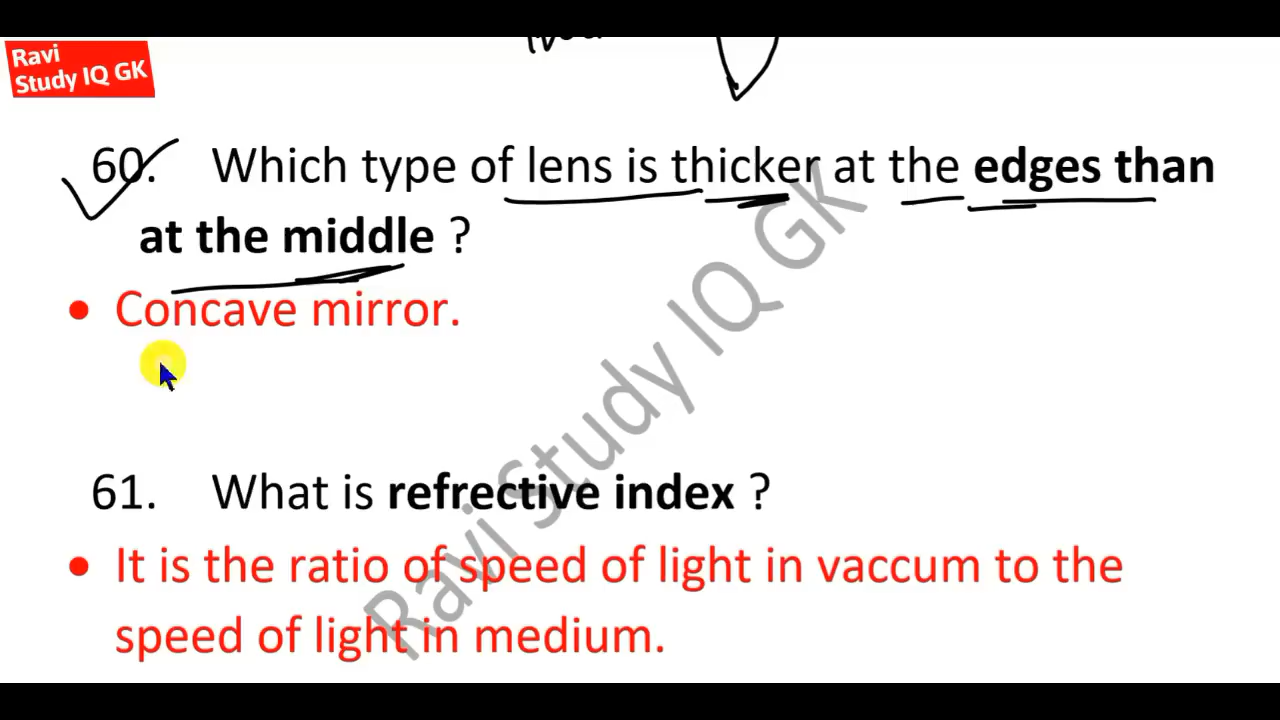 Ravi
Study IQ GK
60. Which type of lens is thicker at the edges than
at the middle ?
• Concave mirror.
61. What is refrective index ?
• It is the ratio of speed of light in vaccum to the
speed of light in medium.
Ravi Study IQ GK